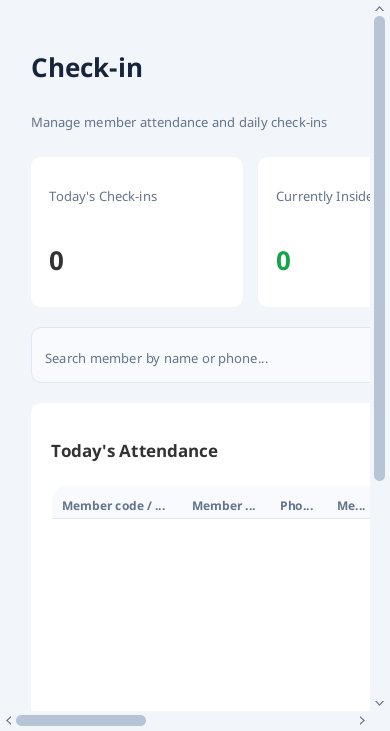 Check-in
Manage member attendance and daily check-ins
Today's Check-ins
Currently Inside
0
0
Search member by name or phone...
Today's Attendance
Member code / ... Member ... Pho... Me...